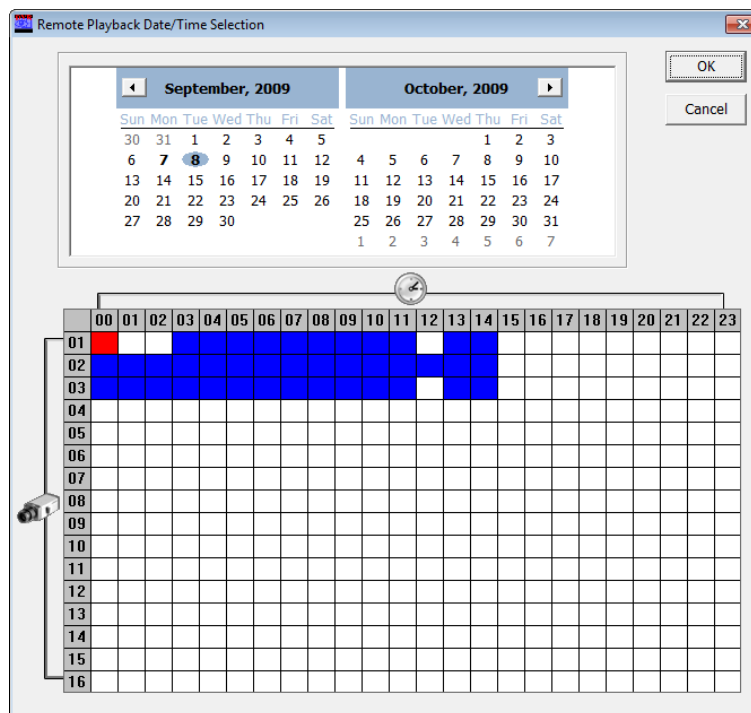 Remote Playback Date/Time Selection
OK
Cancel
September, 2009 October, 2009
Sun Mon Tue Wed Thu Fri Sat Sun Mon Tue Wed Thu Fri Sat
30 31 1 2 3 4 5 1 2 3
6 7 8 9 10 11 12 4 5 6 7 8 9 10
13 14 15 16 17 18 19 11 12 13 14 15 16 17
20 21 22 23 24 25 26 18 19 20 21 22 23 24
27 28 29 30 25 26 27 28 29 30 31
1 2 3 4 5 6 7
00 01 02 03 04 05 06 07 08 09 10 11 12 13 14 15 16 17 18 19 20 21 22 23
01
02
03
04
05
06
07
08
09
10
11
12
13
14
15
16